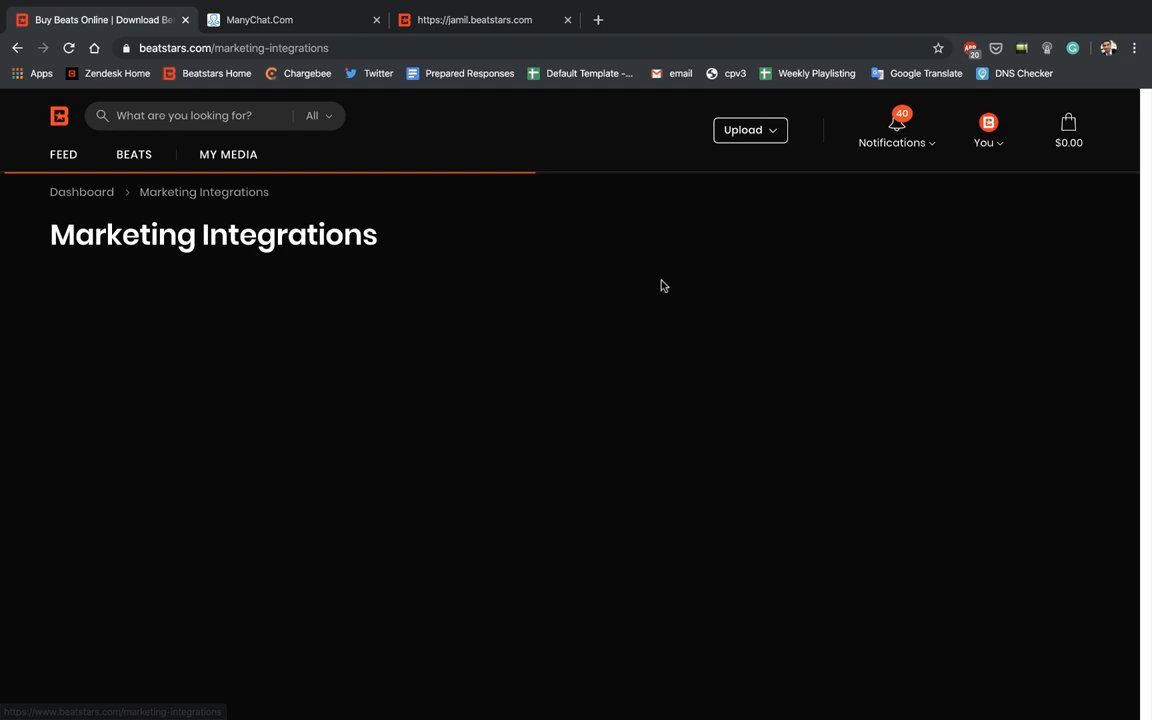 Buy Beats Online | Download Be
ManyChat.Com
https://jamil.beatstars.com
beatstars.com/marketing-integrations
20
Apps
Zendesk Home
Beatstars Home
Chargebee
Twitter
Prepared Responses
Default Template -...
email
cpv3
Weekly Playlisting
Google Translate
DNS Checker
What are you looking for?
All
Upload
40
Notifications
You
$0.00
FEED
BEATS
MY MEDIA
Dashboard > Marketing Integrations
Marketing Integrations
https://www.beatstars.com/marketing-integrations